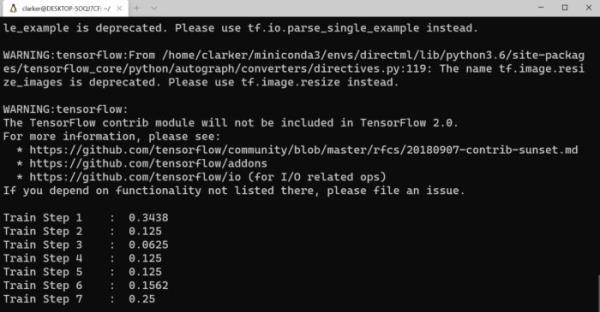 clarker@DESKTOP-5OQJ7CF: ~/
le_example is deprecated. Please use tf.io.parse_single_example instead.
WARNING:tensorflow:From /home/clarker/miniconda3/envs/directml/lib/python3.6/site-packag
es/tensorflow_core/python/autograph/converters/directives.py:119: The name tf.image.resi
ze_images is deprecated. Please use tf.image.resize instead.
WARNING:tensorflow:
The TensorFlow contrib module will not be included in TensorFlow 2.0.
For more information, please see:
* https://github.com/tensorflow/community/blob/master/rfcs/20180907-contrib-sunset.md
* https://github.com/tensorflow/addons
* https://github.com/tensorflow/io (for I/O related ops)
If you depend on functionality not listed there, please file an issue.
Train Step 1 : 0.3438
Train Step 2 : 0.125
Train Step 3 : 0.0625
Train Step 4 : 0.125
Train Step 5 : 0.125
Train Step 6 : 0.1562
Train Step 7 : 0.25